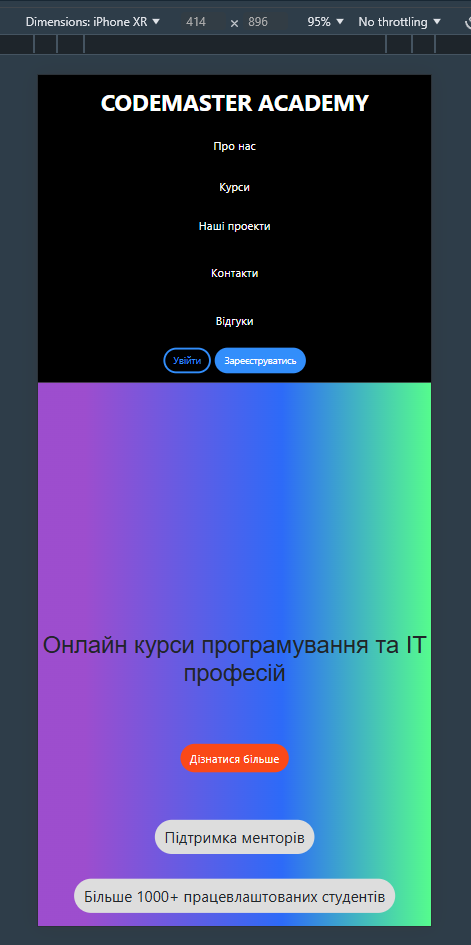 Dimensions: iPhone XR 414 × 896 95% No throttling
CODEMASTER ACADEMY
Про нас
Курси
Наші проекти
Контакти
Відгуки
Увійти Зареєструватись
Онлайн курси програмування та ІТ
професій
Дізнатися більше
Підтримка менторів
Більше 1000+ працевлаштованих студентів